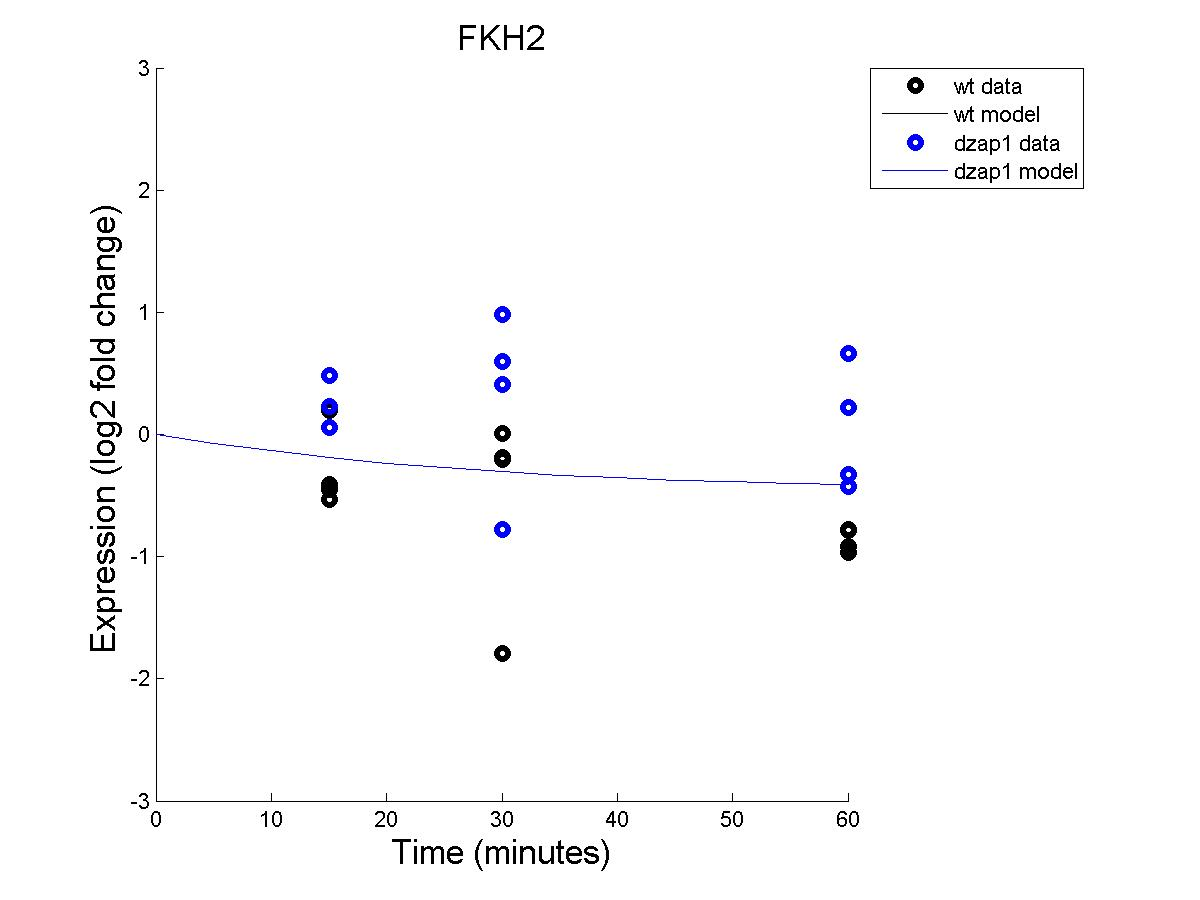 FKH2
3
2
1
0
-1
-2
-3
Expression (log2 fold change)
0 10 20 30 40 50 60
Time (minutes)
wt data
wt model
dzap1 data
dzap1 model